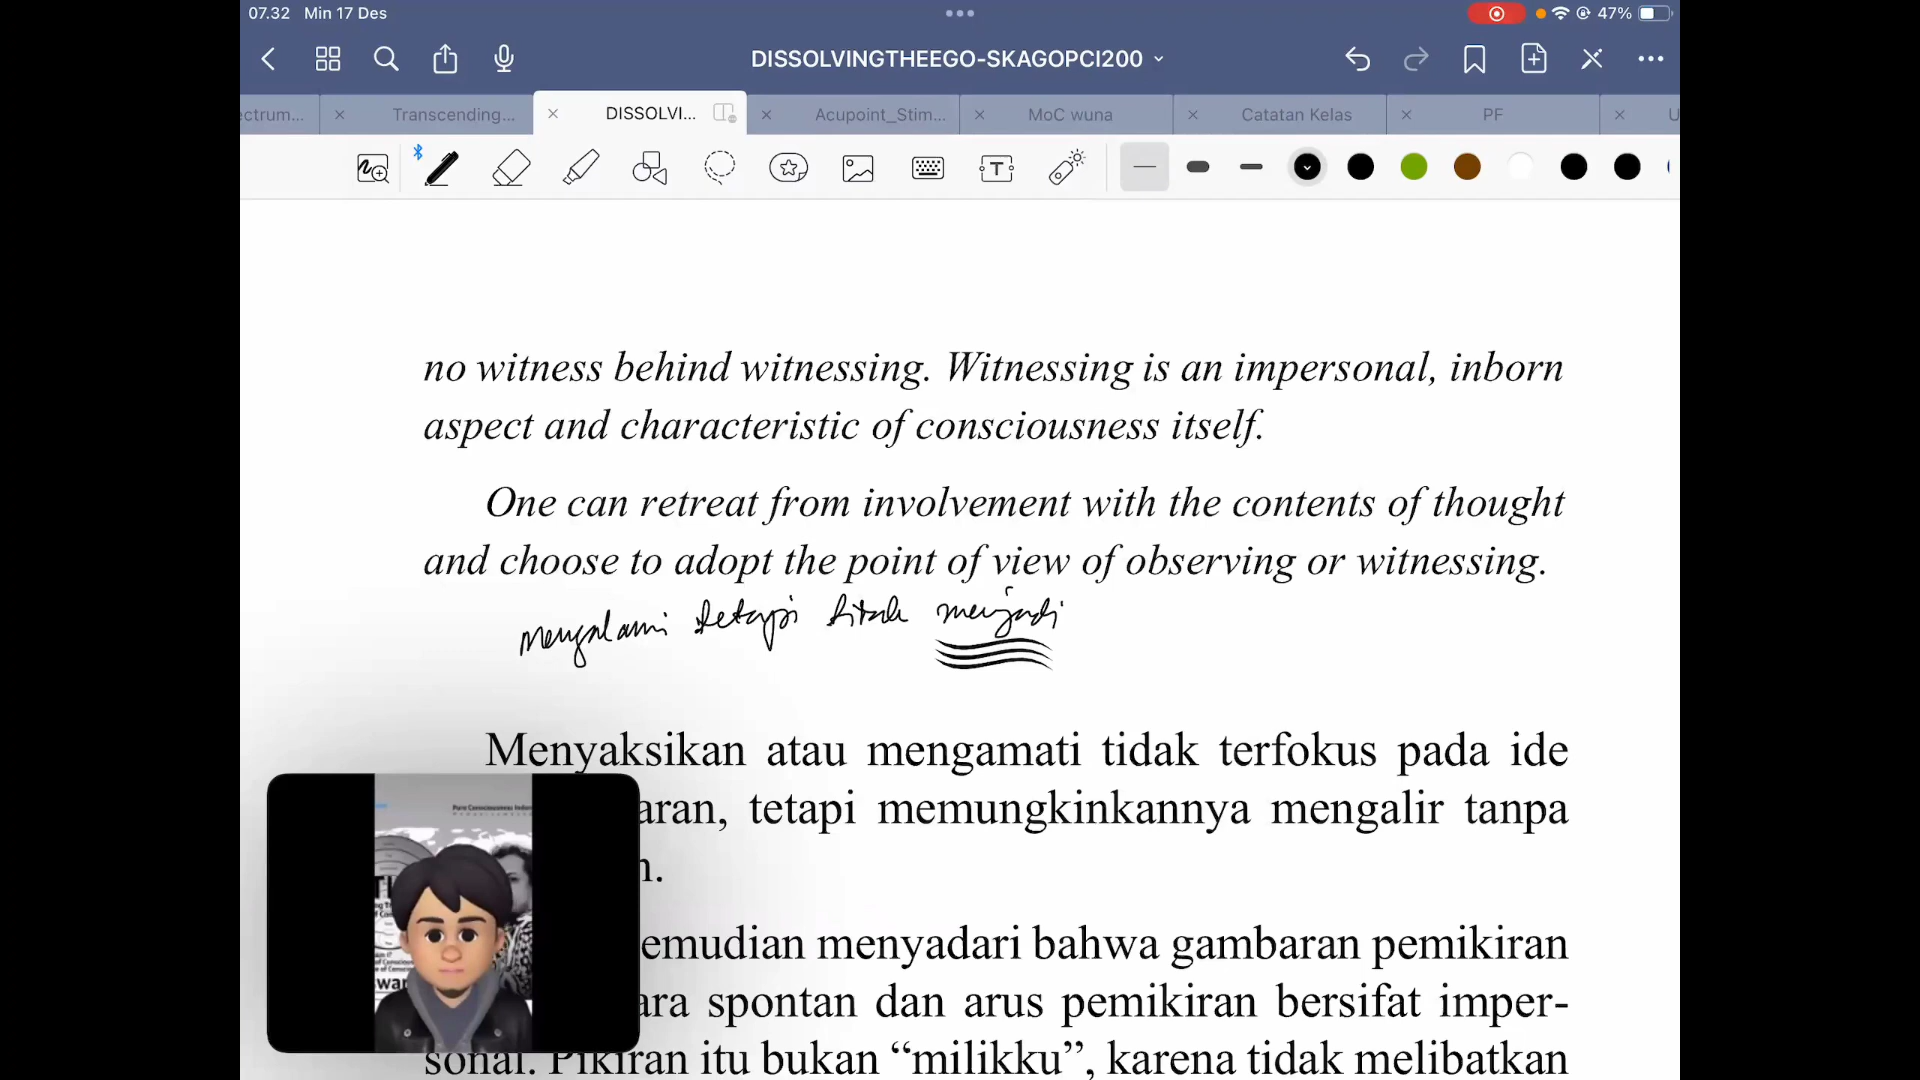 07.32 Min 17 Des
47%
DISSOLVINGTHEEGO-SKAGOPCI200
ectrum... Transcending... DISSOLVI... Acupoint_Stim... MoC wuna Catatan Kelas PF U
no witness behind witnessing. Witnessing is an impersonal, inborn
aspect and characteristic of consciousness itself.
One can retreat from involvement with the contents of thought
and choose to adopt the point of view of observing or witnessing.
mengalami tetapi tidak menjadi
Menyaksikan atau mengamati tidak terfokus pada ide
aran, tetapi memungkinkannya mengalir tanpa
n.
emudian menyadari bahwa gambaran pemikiran
ara spontan dan arus pemikiran bersifat imper-
sonal. Pikiran itu bukan “milikku”, karena tidak melibatkan
Pure Consciousness Indon